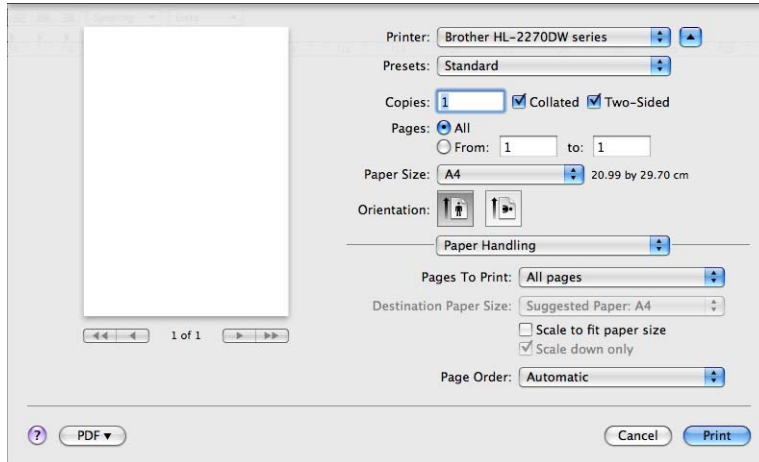 Spacing Lists
Printer: Brother HL-2270DW series
Presets: Standard
Copies: 1 Collated Two-Sided
Pages: All
From: 1 to: 1
Paper Size: A4 20.99 by 29.70 cm
Orientation:
Paper Handling
Pages To Print: All pages
Destination Paper Size: Suggested Paper: A4
Scale to fit paper size
Scale down only
1 of 1
Page Order: Automatic
? PDF Cancel Print